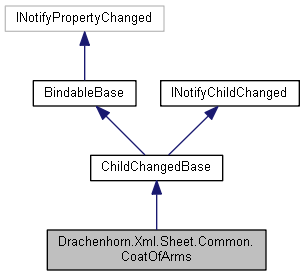 INotifyPropertyChanged
BindableBase
INotifyChildChanged
ChildChangedBase
Drachenhorn.Xml.Sheet.Common.
CoatOfArms